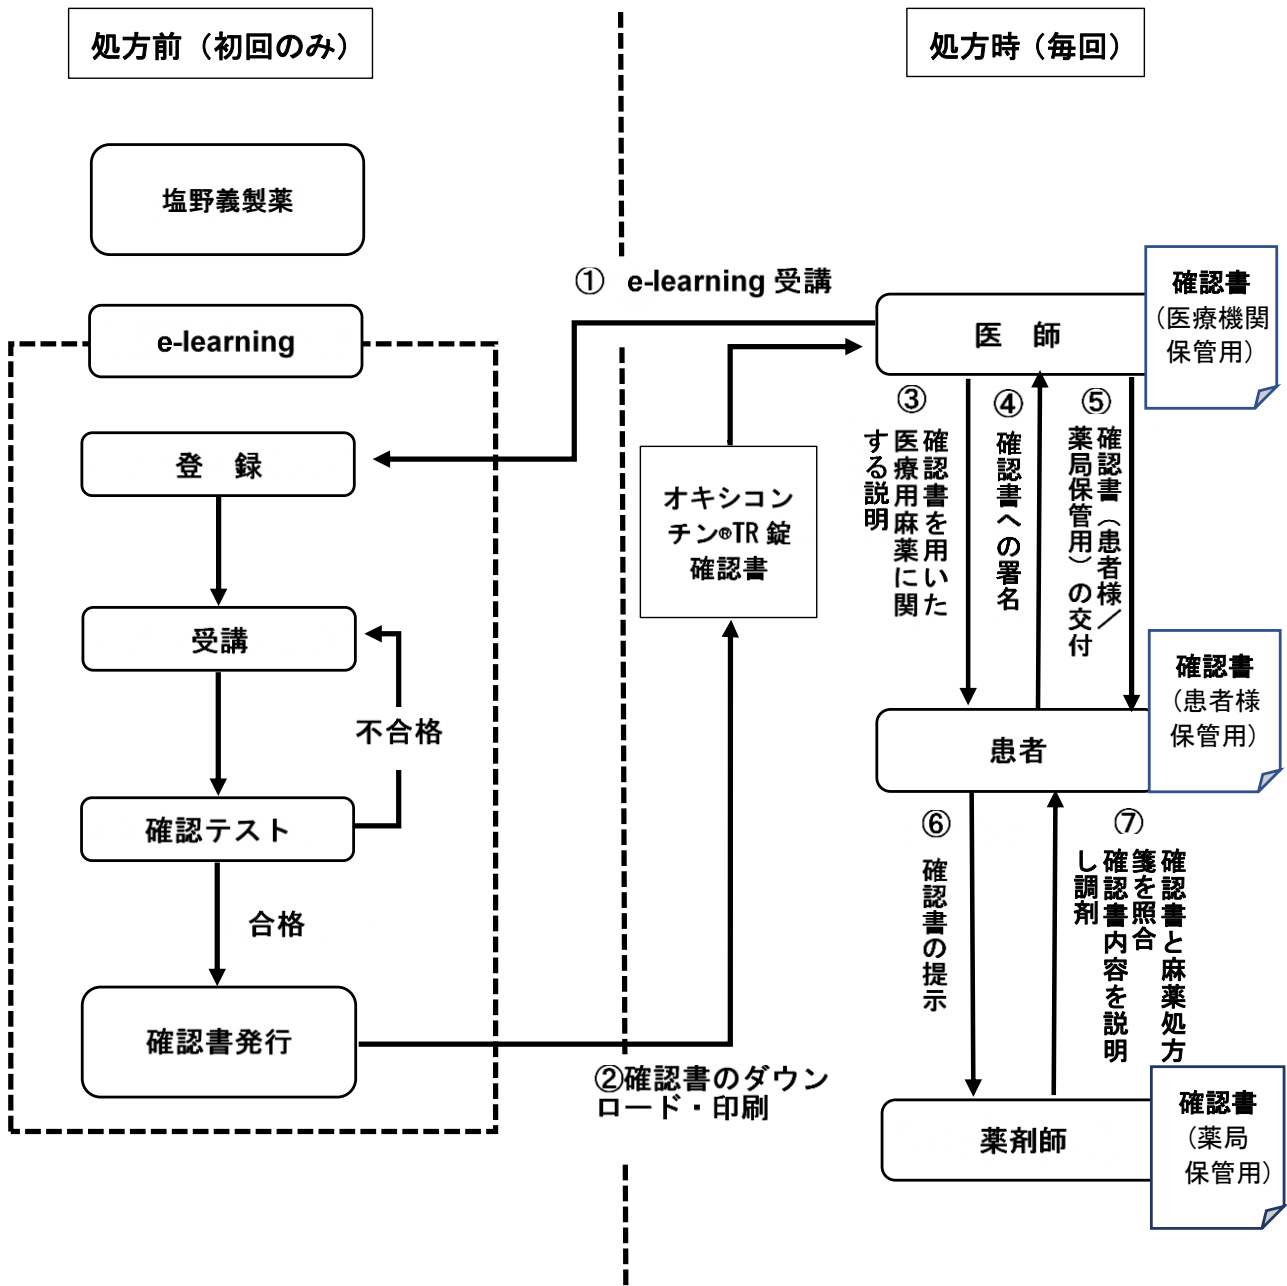 処方前（初回のみ）
処方時（毎回）
塩野義製薬
e-learning
登　録
受講
不合格
確認テスト
合格
確認書発行
① e-learning 受講
②確認書のダウン
ロード・印刷
オキシコン
チン®TR 錠
確認書
医　師
確認書
（医療機関
保管用）
③
確認書を用いた
医療用麻薬に関
する説明
④
確認書への署名
⑤
確認書（患者様／
薬局保管用）の交付
患者
確認書
（患者様
保管用）
⑥
確認書の提示
⑦
確認書と麻薬処方
箋を照合
確認書内容を説明
し調剤
薬剤師
確認書
（薬局
保管用）